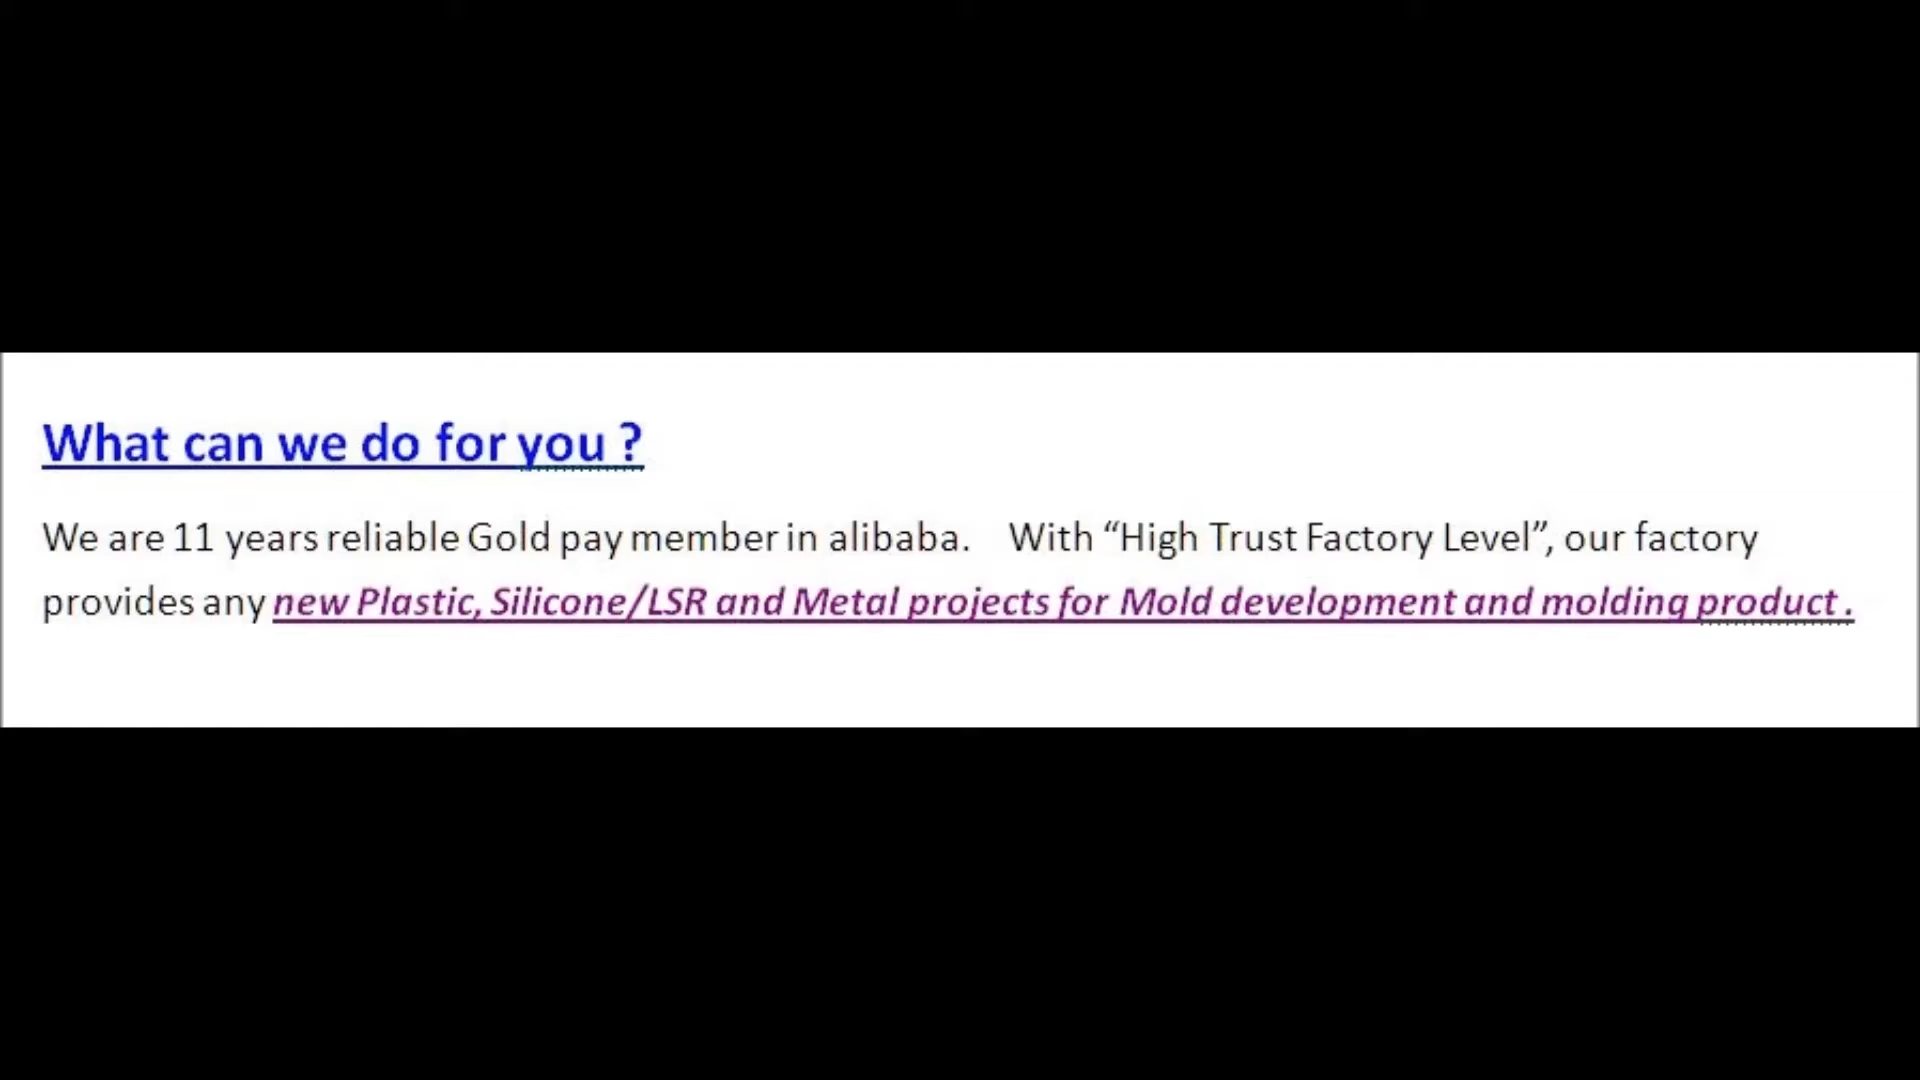 What can we do for you ?
We are 11 years reliable Gold pay member in alibaba. With “High Trust Factory Level”, our factory
provides any new Plastic, Silicone/LSR and Metal projects for Mold development and molding product .